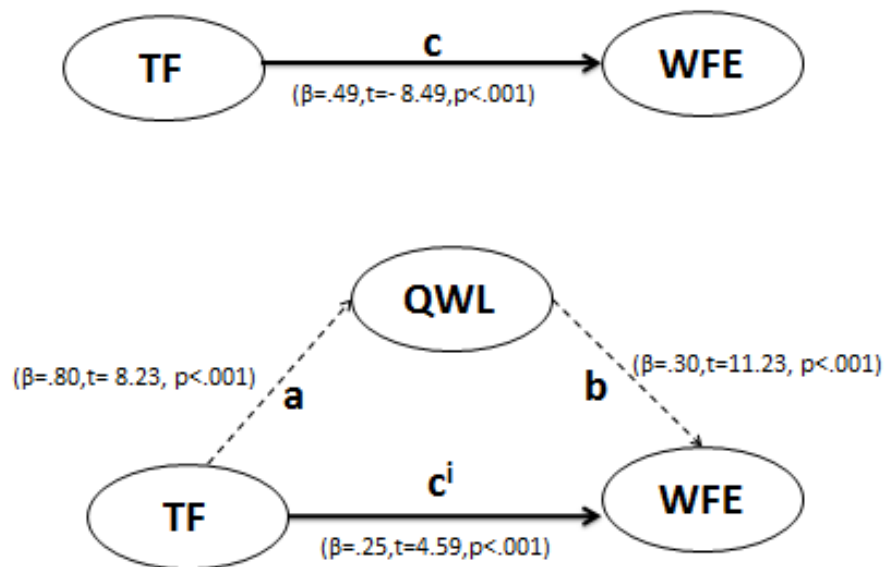 c
TF
WFE
(β=.49,t=- 8.49,p<.001)
QWL
(β=.80,t= 8.23, p<.001)
(β=.30,t=11.23, p<.001)
a
b
cⁱ
TF
WFE
(β=.25,t=4.59,p<.001)